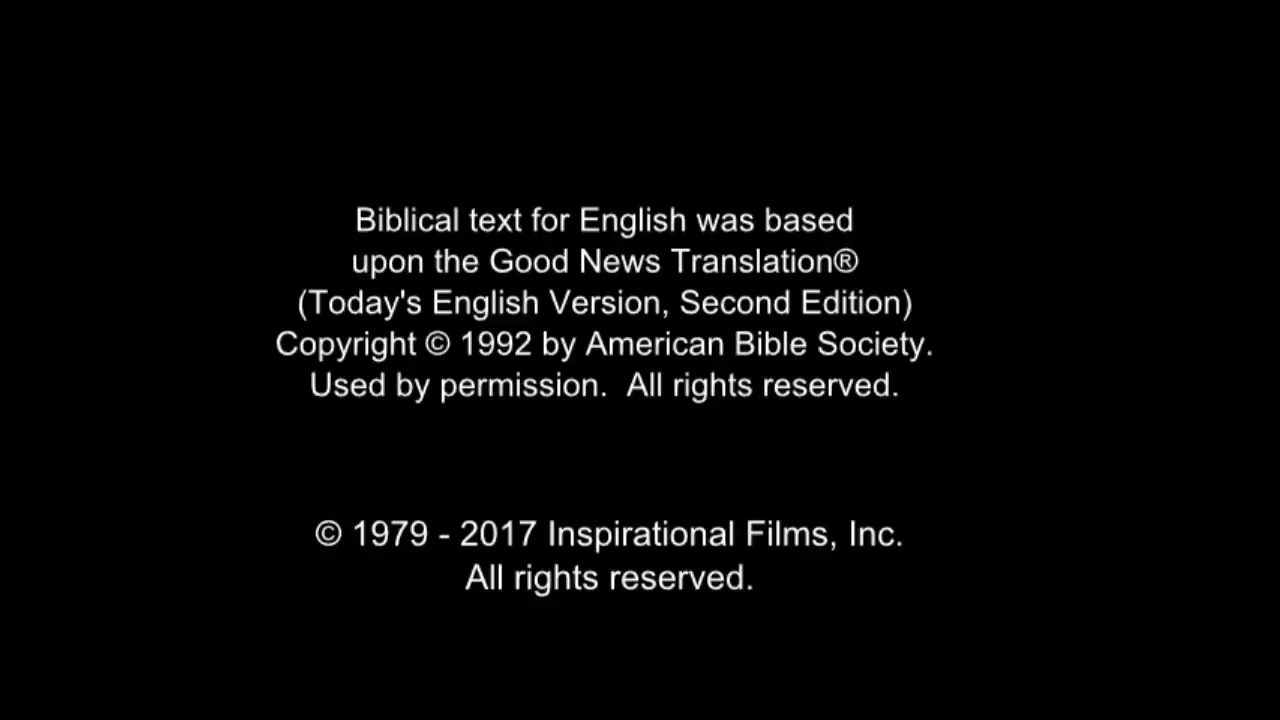 Biblical text for English was based
upon the Good News Translation®
(Today's English Version, Second Edition)
Copyright © 1992 by American Bible Society.
Used by permission.  All rights reserved.
© 1979 - 2017 Inspirational Films, Inc.
All rights reserved.